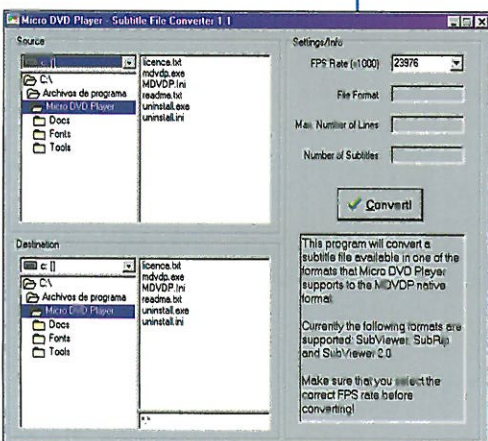 Micro DVD Player - Subtitle File Converter 1,1
Source
c: []
C:\
Archivos de programa
Micro DVD Player
Docs
Fonts
Tools
licence.txt
mdvdp.exe
MDVDP.Ini
readme.txt
uninstall.exe
uninstall.ini
Settings/Info
FPS Rate (x1000)
23976
File Format
Max. Number of Lines
Number of Subtitles
Convert!
Destination
c: []
C:\
Archivos de programa
Micro DVD Player
Docs
Fonts
Tools
licence.txt
mdvdp.exe
MDVDP.Ini
readme.txt
uninstall.exe
uninstall.ini
*.*
This program will convert a
subtitle file available in one of the
formats that Micro DVD Player
supports to the MDVDP native
format.
Currently the following formats are
supported: SubViewer, SubRip
and SubViewer 2.0
Make sure that you select the
correct FPS rate before
converting!